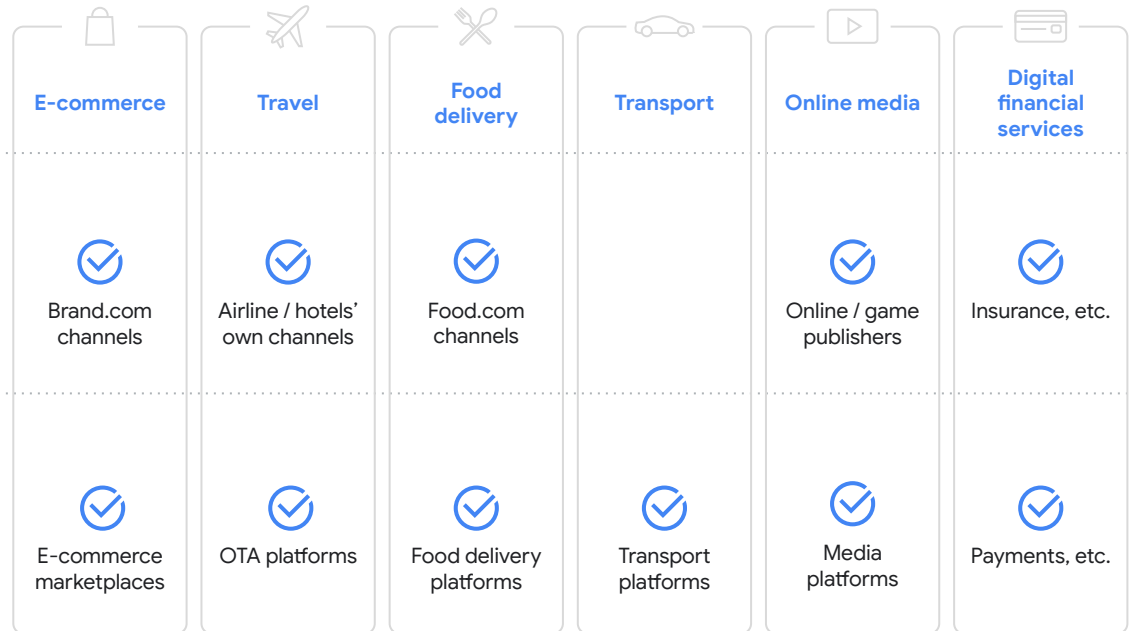 E-commerce
Travel
Food
delivery
Transport
Online media
Digital
financial
services
Brand.com
channels
Airline / hotels’
own channels
Food.com
channels
Online / game
publishers
Insurance, etc.
E-commerce
marketplaces
OTA platforms
Food delivery
platforms
Transport
platforms
Media
platforms
Payments, etc.